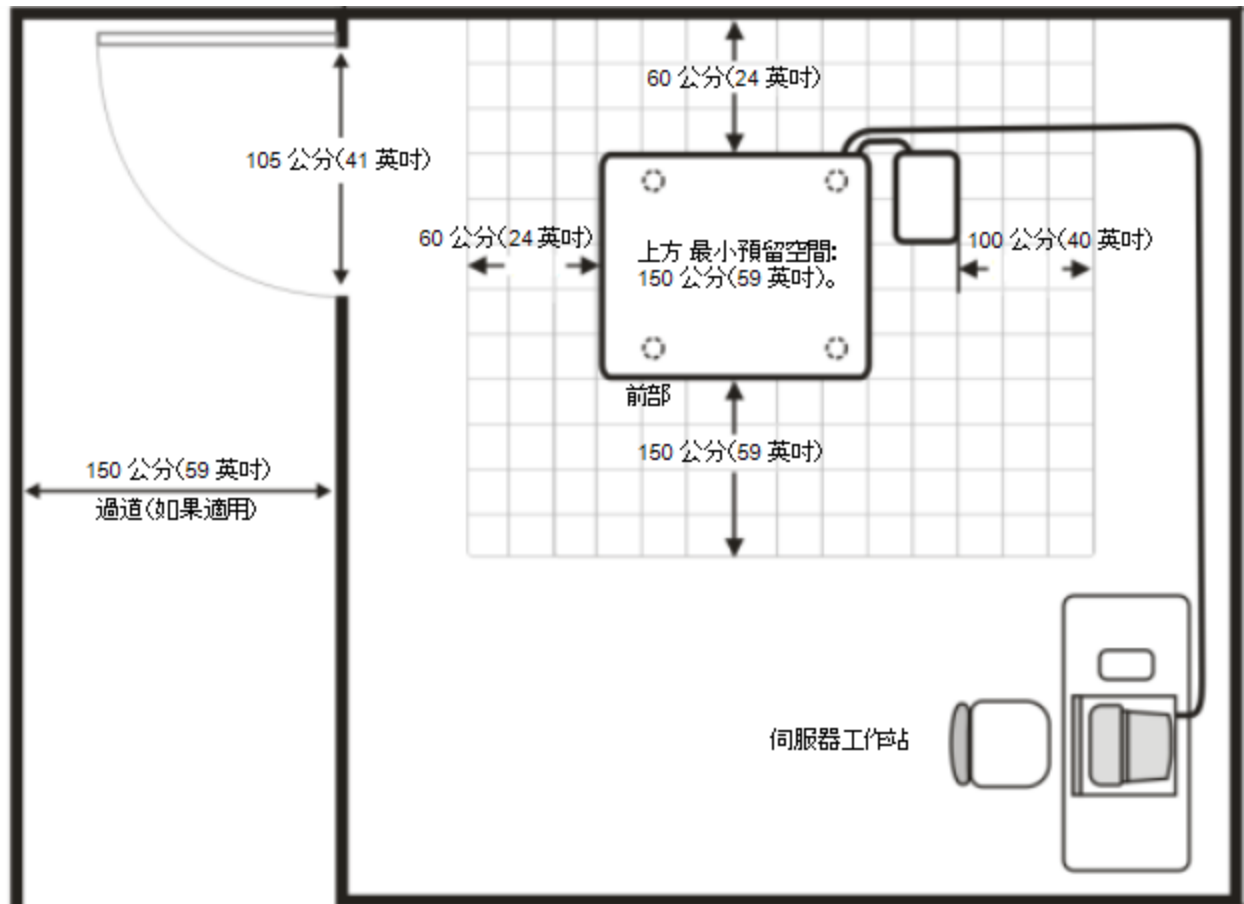 60 公分(24 英吋)
105 公分(41 英吋)
60 公分(24 英吋)
上方 最小預留空間:
150 公分(59 英吋)。
100 公分(40 英吋)
前部
150 公分(59 英吋)
150 公分(59 英吋)
過道(如果適用)
伺服器工作站